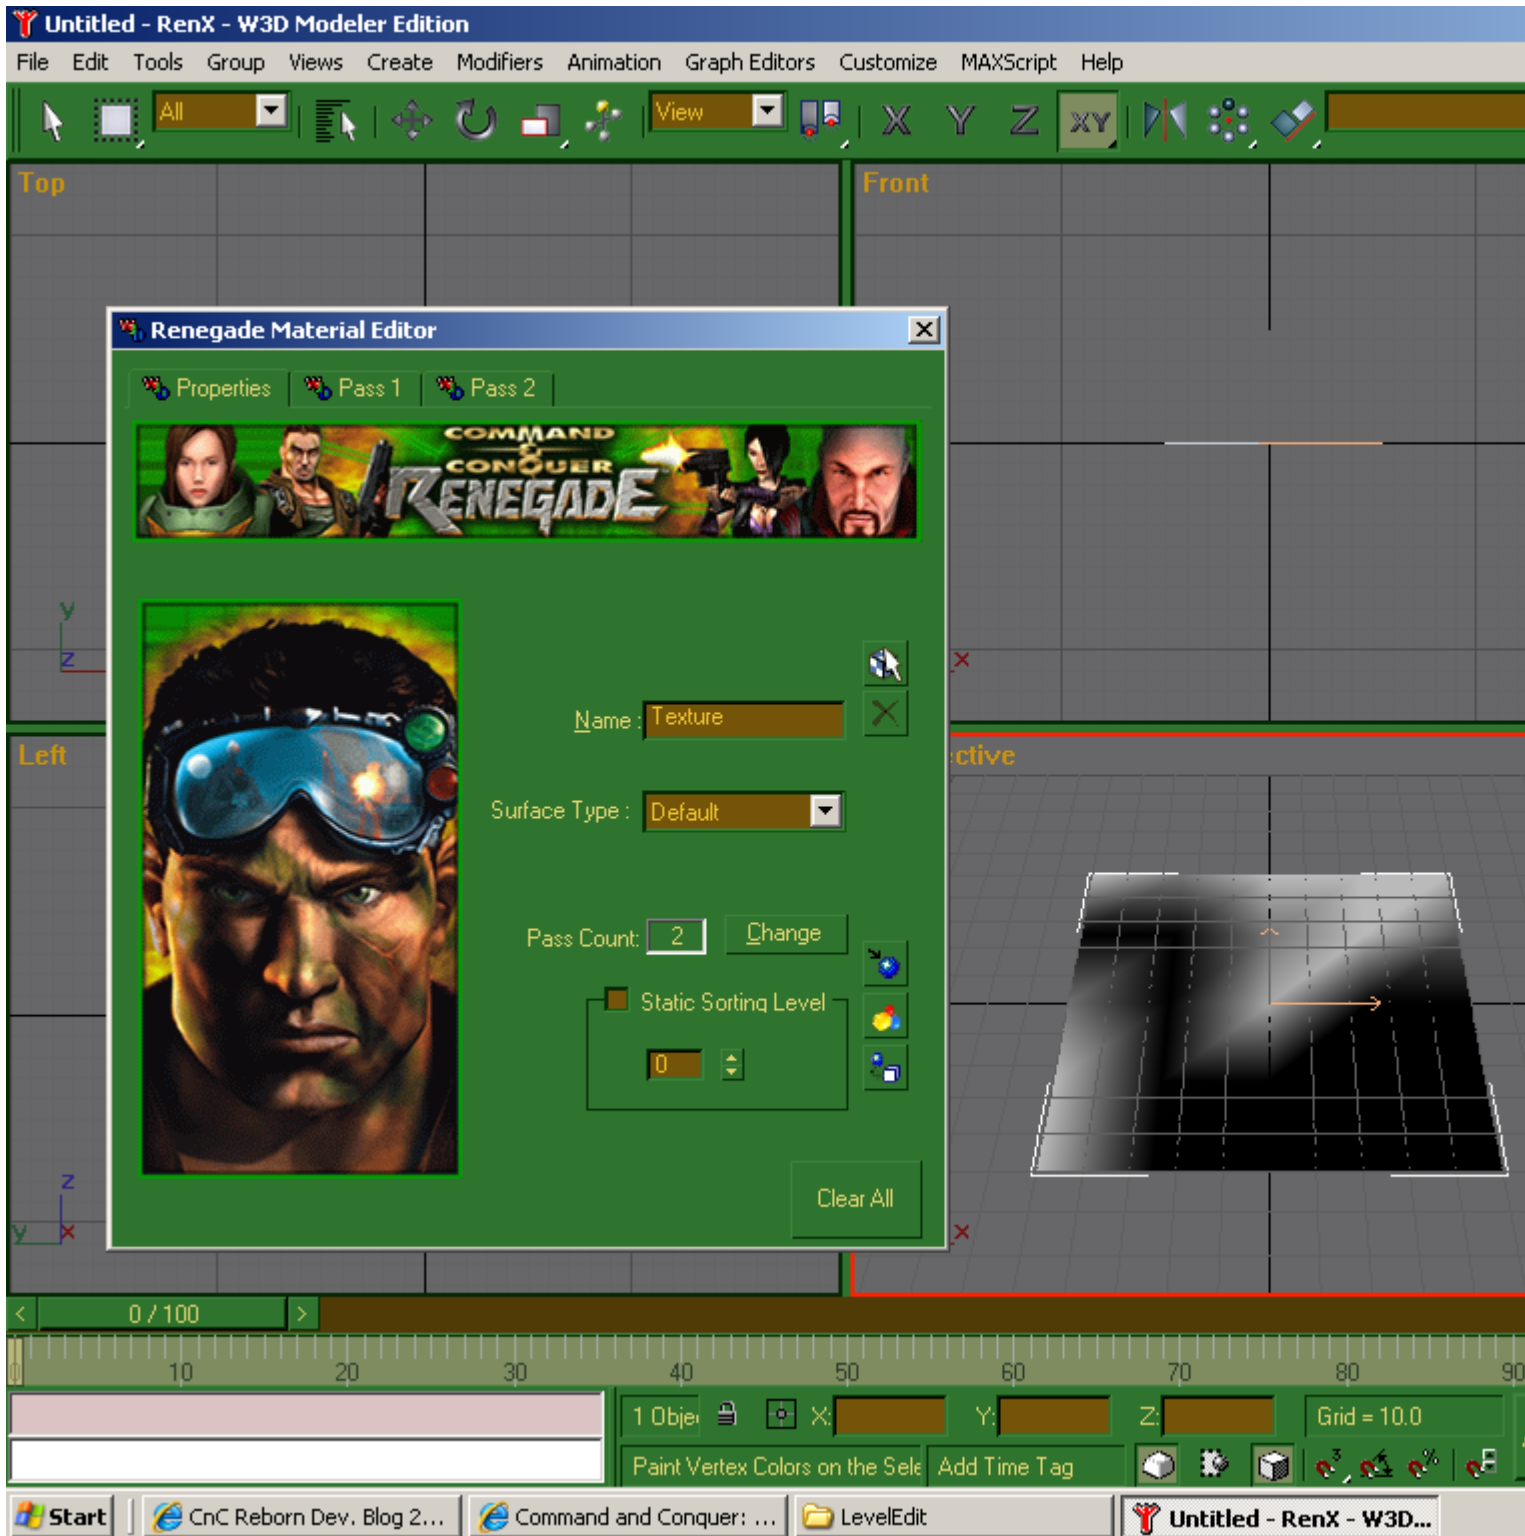 Untitled - RenX - W3D Modeler Edition
File Edit Tools Group Views Create Modifiers Animation Graph Editors Customize MAXScript Help
All View X Y Z XY
Top
Front
Renegade Material Editor
Properties Pass 1 Pass 2
COMMAND
&
CONQUER
RENEGADE
y
z
x
Name : Texture
Left
ctive
Surface Type : Default
Pass Count: 2 Change
Static Sorting Level
0
Clear All
z
y x
x
< 0 / 100 >
0 10 20 30 40 50 60 70 80 90
1 Objec X: Y: Z: Grid = 10.0
Paint Vertex Colors on the Sele Add Time Tag
3 %
Start CnC Reborn Dev. Blog 2... Command and Conquer: ... LevelEdit Untitled - RenX - W3D...